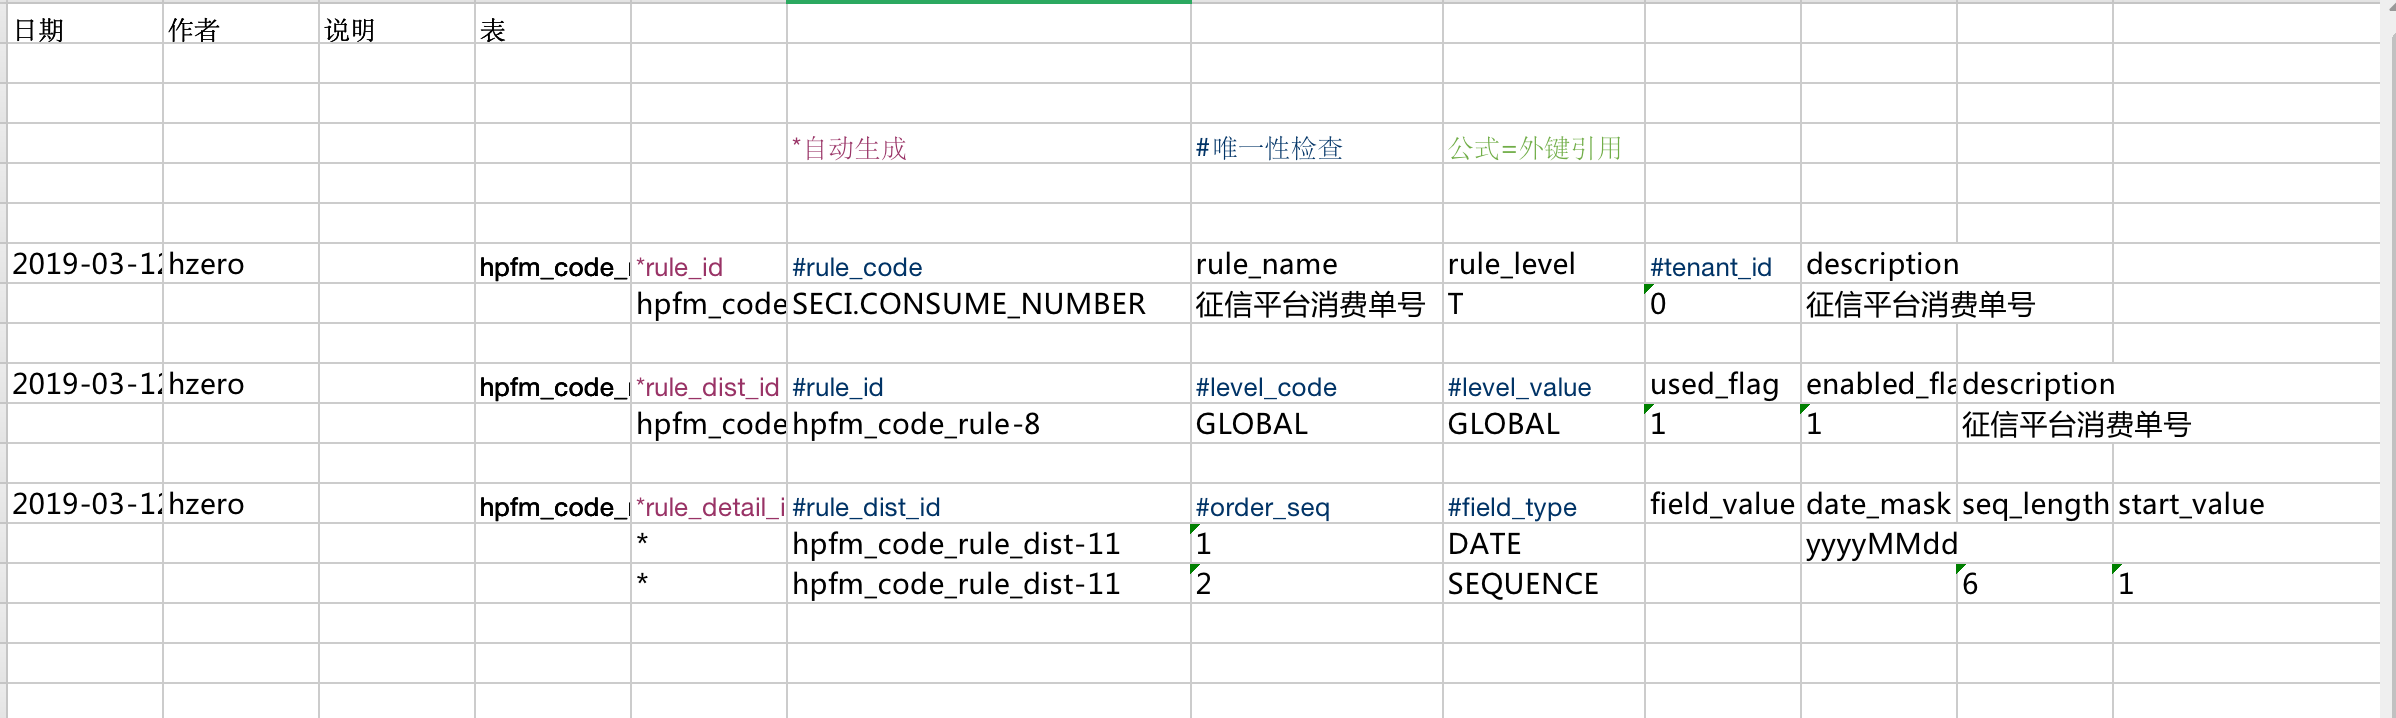 日期 作者 说明 表
*自动生成 #唯一性检查 公式=外键引用
2019-03-12 hzero hpfm_code_ *rule_id #rule_code rule_name rule_level #tenant_id description
hpfm_code SECI.CONSUME_NUMBER 征信平台消费单号 T 0 征信平台消费单号
2019-03-12 hzero hpfm_code_ *rule_dist_id #rule_id #level_code #level_value used_flag enabled_fla description
hpfm_code hpfm_code_rule-8 GLOBAL GLOBAL 1 1 征信平台消费单号
2019-03-12 hzero hpfm_code_ *rule_detail_i #rule_dist_id #order_seq #field_type field_value date_mask seq_length start_value
* hpfm_code_rule_dist-11 1 DATE yyyyMMdd
* hpfm_code_rule_dist-11 2 SEQUENCE 6 1